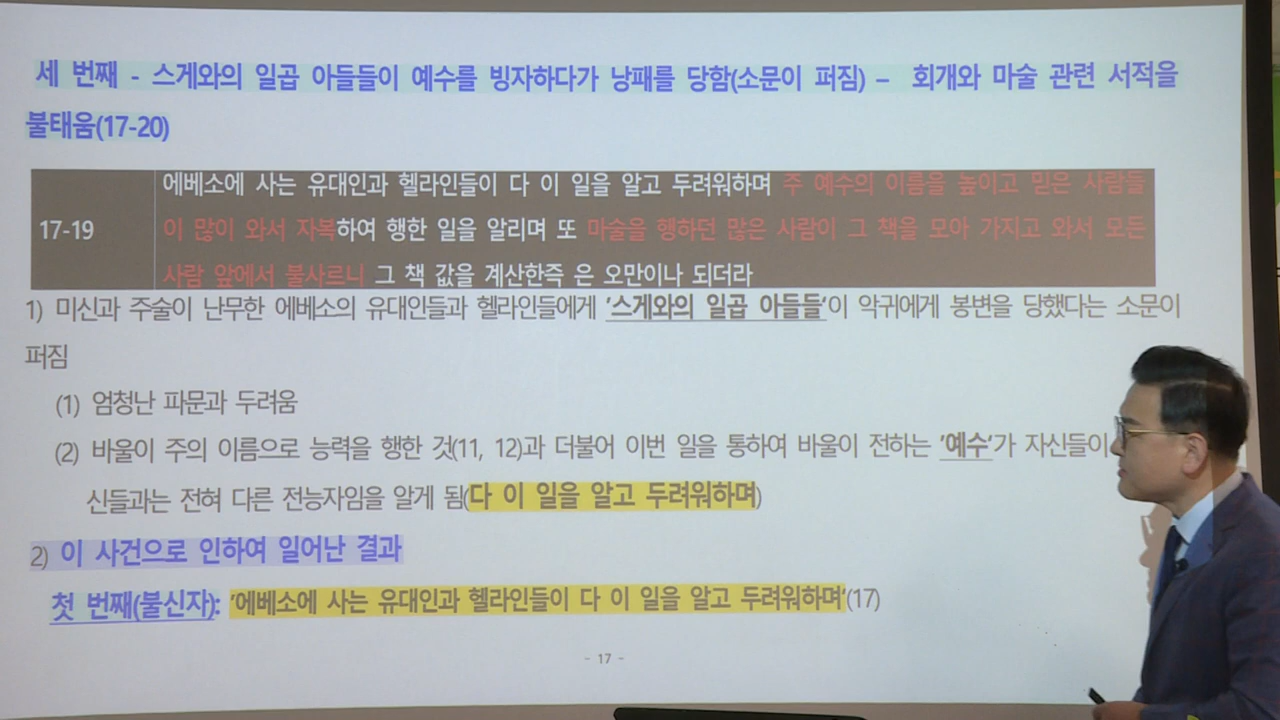 세 번째 - 스게와의 일곱 아들들이 예수를 빙자하다가 낭패를 당함(소문이 퍼짐) – 회개와 마술 관련 서적을
불태움(17-20)
17-19
에베소에 사는 유대인과 헬라인들이 다 이 일을 알고 두려워하며 주 예수의 이름을 높이고 믿은 사람들
이 많이 와서 자복하여 행한 일을 알리며 또 마술을 행하던 많은 사람이 그 책을 모아 가지고 와서 모든
사람 앞에서 불사르니 그 책 값을 계산한즉 은 오만이나 되더라
1) 미신과 주술이 난무한 에베소의 유대인들과 헬라인들에게 '스게와의 일곱 아들들'이 악귀에게 봉변을 당했다는 소문이
퍼짐
(1) 엄청난 파문과 두려움
(2) 바울이 주의 이름으로 능력을 행한 것(11, 12)과 더불어 이번 일을 통하여 바울이 전하는 '예수'가 자신들이
신들과는 전혀 다른 전능자임을 알게 됨(다 이 일을 알고 두려워하며)
2) 이 사건으로 인하여 일어난 결과
첫 번째(불신자): '에베소에 사는 유대인과 헬라인들이 다 이 일을 알고 두려워하며'(17)
- 17 -